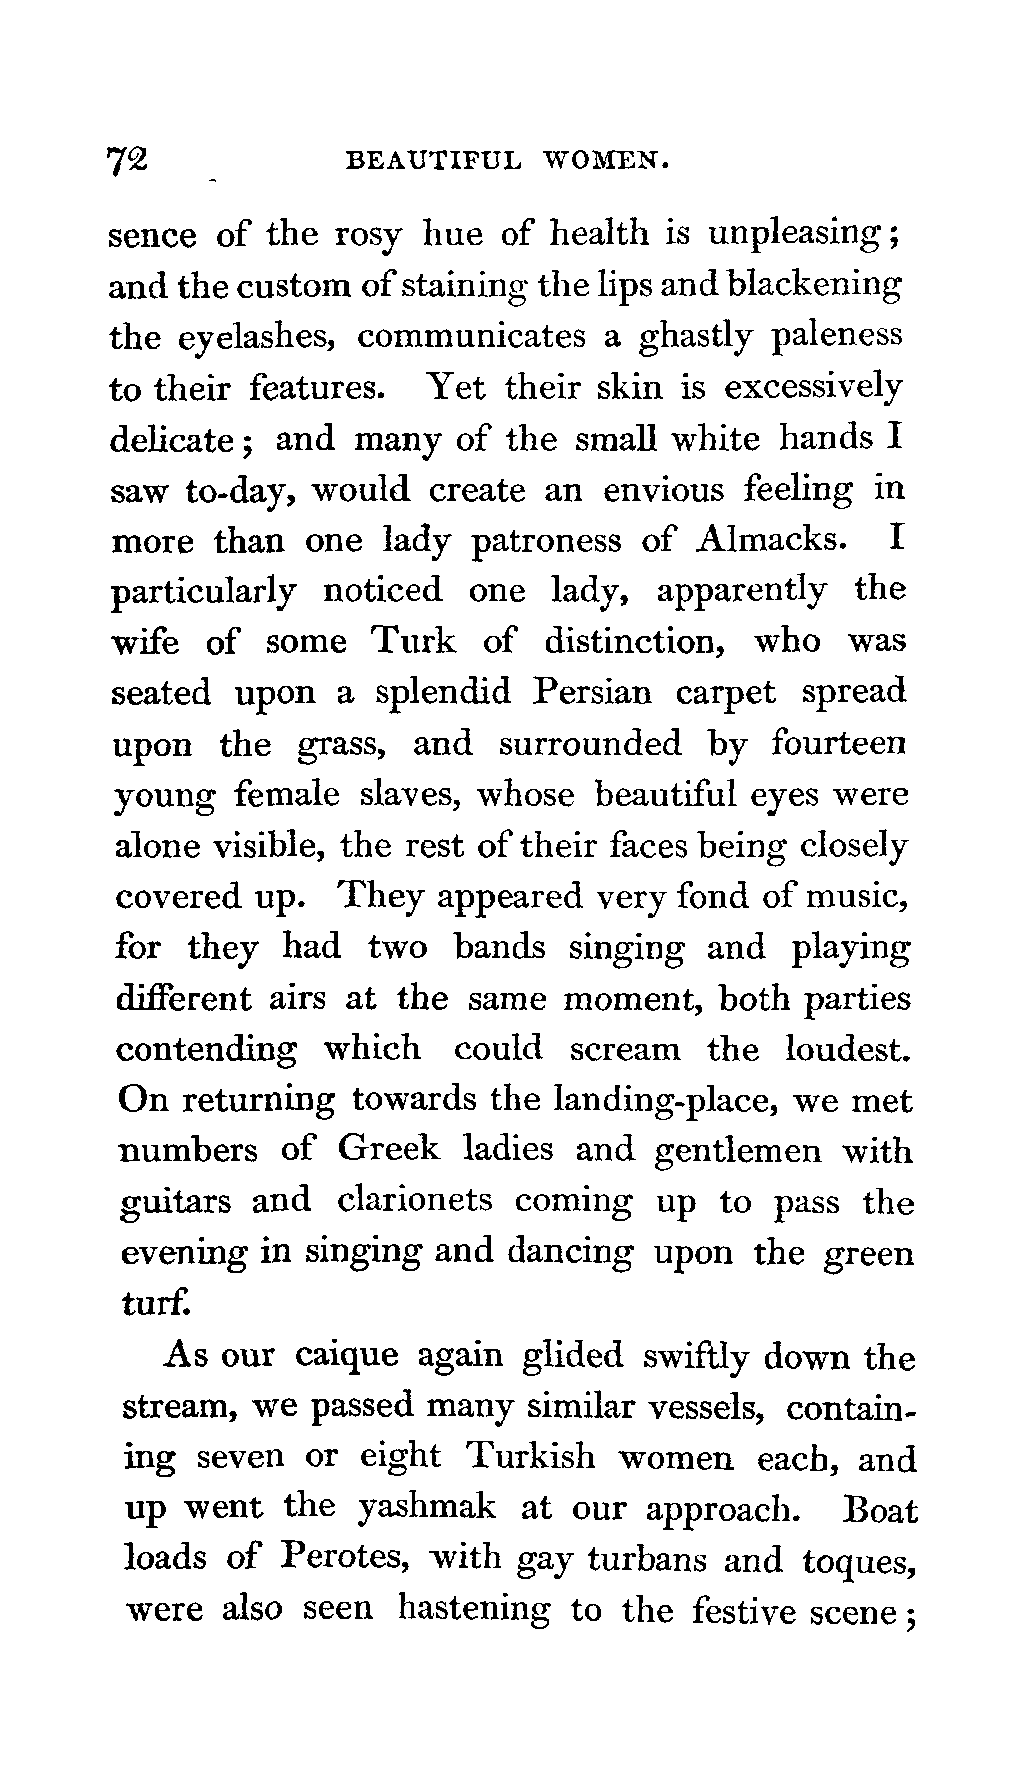 72 BEAUTIFUL WOMEN.
sence of the rosy hue of health is unpleasing;
and the custom of staining the lips and blackening
the eyelashes, communicates a ghastly paleness
to their features. Yet their skin is excessively
delicate; and many of the small white hands I
saw to-day, would create an envious feeling in
more than one lady patroness of Almacks. I
particularly noticed one lady, apparently the
wife of some Turk of distinction, who was
seated upon a splendid Persian carpet spread
upon the grass, and surrounded by fourteen
young female slaves, whose beautiful eyes were
alone visible, the rest of their faces being closely
covered up. They appeared very fond of music,
for they had two bands singing and playing
different airs at the same moment, both parties
contending which could scream the loudest.
On returning towards the landing-place, we met
numbers of Greek ladies and gentlemen with
guitars and clarionets coming up to pass the
evening in singing and dancing upon the green
turf.
As our caique again glided swiftly down the
stream, we passed many similar vessels, contain-
ing seven or eight Turkish women each, and
up went the yashmak at our approach. Boat
loads of Perotes, with gay turbans and toques,
were also seen hastening to the festive scene;